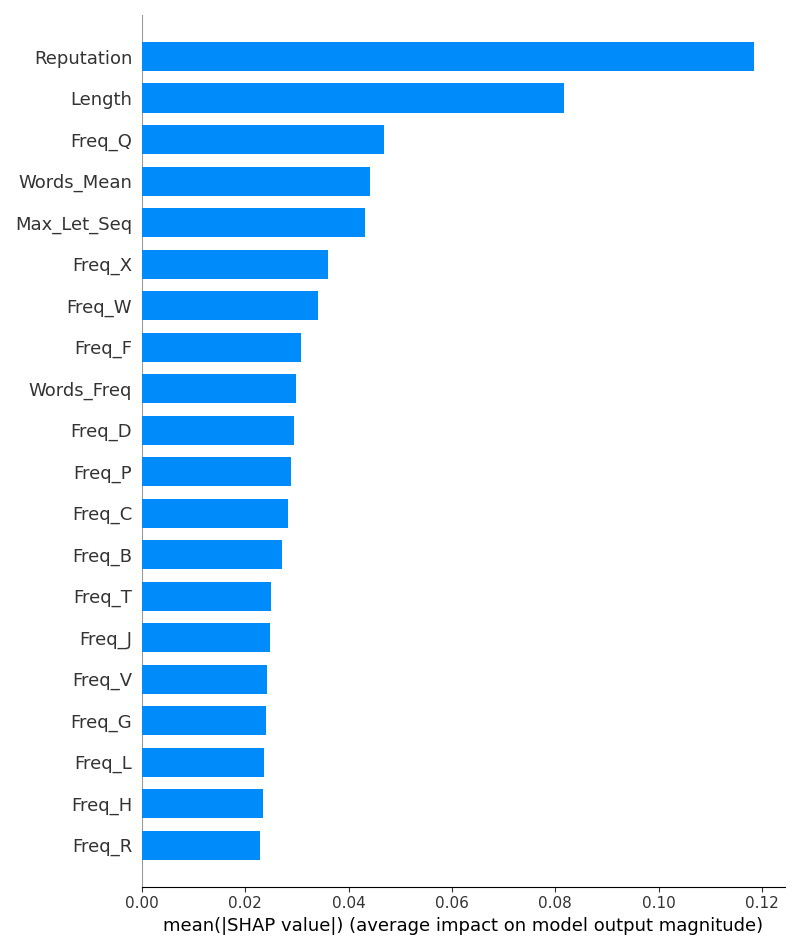 Reputation
Length
Freq_Q
Words_Mean
Max_Let_Seq
Freq_X
Freq_W
Freq_F
Words_Freq
Freq_D
Freq_P
Freq_C
Freq_B
Freq_T
Freq_J
Freq_V
Freq_G
Freq_L
Freq_H
Freq_R
0.00 0.02 0.04 0.06 0.08 0.10 0.12
mean(|SHAP value|) (average impact on model output magnitude)